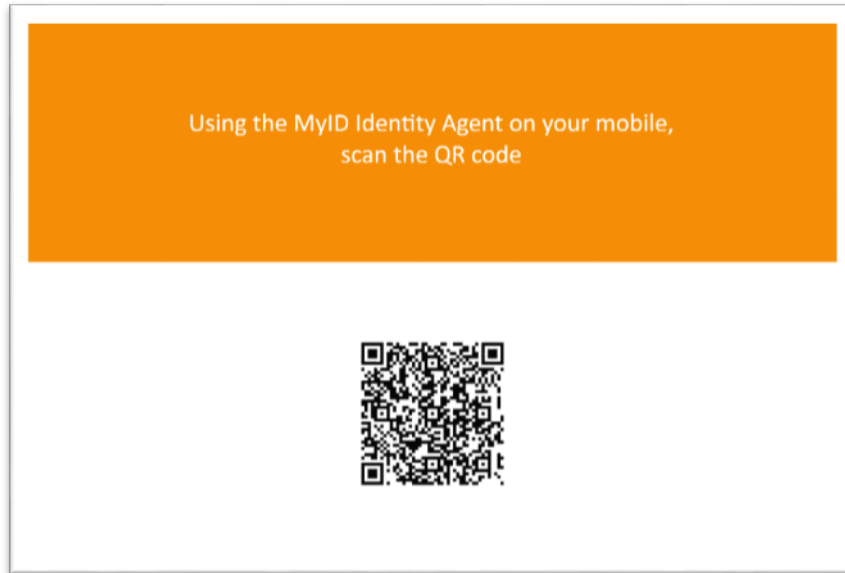 Using the MyID Identity Agent on your mobile,
scan the QR code